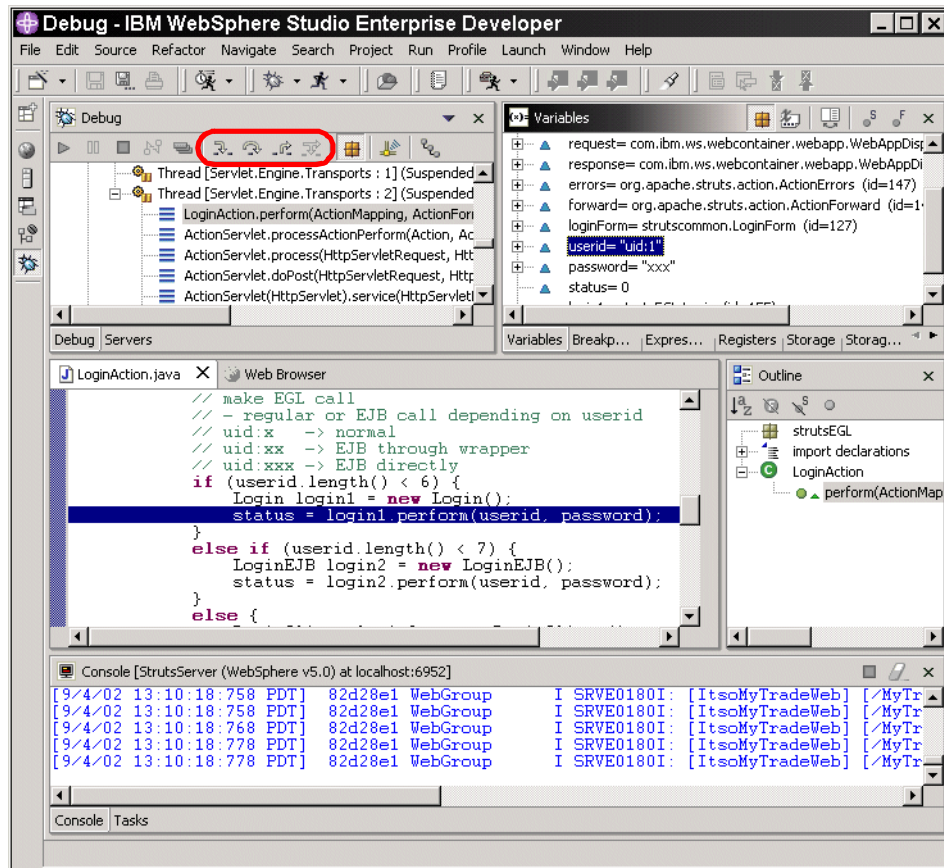 Debug - IBM WebSphere Studio Enterprise Developer
File Edit Source Refactor Navigate Search Project Run Profile Launch Window Help
Debug
Thread [Servlet.Engine.Transports : 1] (Suspended
Thread [Servlet.Engine.Transports : 2] (Suspended
LoginAction.perform(ActionMapping, ActionForm
ActionServlet.processActionPerform(Action, Ac
ActionServlet.process(HttpServletRequest, Htt
ActionServlet.doPost(HttpServletRequest, Http
ActionServlet(HttpServlet).service(HttpServletl
Debug Servers
(x)= Variables
request= com.ibm.ws.webcontainer.webapp.WebAppDisp
response= com.ibm.ws.webcontainer.webapp.WebAppDi
errors= org.apache.struts.action.ActionErrors (id=147)
forward= org.apache.struts.action.ActionForward (id=1
loginForm= strutscommon.LoginForm (id=127)
userid= "uid:1"
password= "xxx"
status= 0
Variables Breakp... Expres... Registers Storage Storag...
LoginAction.java Web Browser
// make EGL call
// - regular or EJB call depending on userid
// uid:x -> normal
// uid:xx -> EJB through wrapper
// uid:xxx -> EJB directly
if (userid.length() < 6) {
Login login1 = new Login();
status = login1.perform(userid, password);
}
else if (userid.length() < 7) {
LoginEJB login2 = new LoginEJB();
status = login2.perform(userid, password);
}
else {
Outline
strutsEGL
import declarations
LoginAction
perform(ActionMap
Console [StrutsServer (WebSphere v5.0) at localhost:6952]
[9/4/02 13:10:18:758 PDT] 82d28e1 WebGroup I SRVE0180I: [ItsoMyTradeWeb] [/MyTr
[9/4/02 13:10:18:758 PDT] 82d28e1 WebGroup I SRVE0180I: [ItsoMyTradeWeb] [/MyTr
[9/4/02 13:10:18:768 PDT] 82d28e1 WebGroup I SRVE0180I: [ItsoMyTradeWeb] [/MyTr
[9/4/02 13:10:18:778 PDT] 82d28e1 WebGroup I SRVE0180I: [ItsoMyTradeWeb] [/MyTr
[9/4/02 13:10:18:778 PDT] 82d28e1 WebGroup I SRVE0180I: [ItsoMyTradeWeb] [/MyTr
Console Tasks